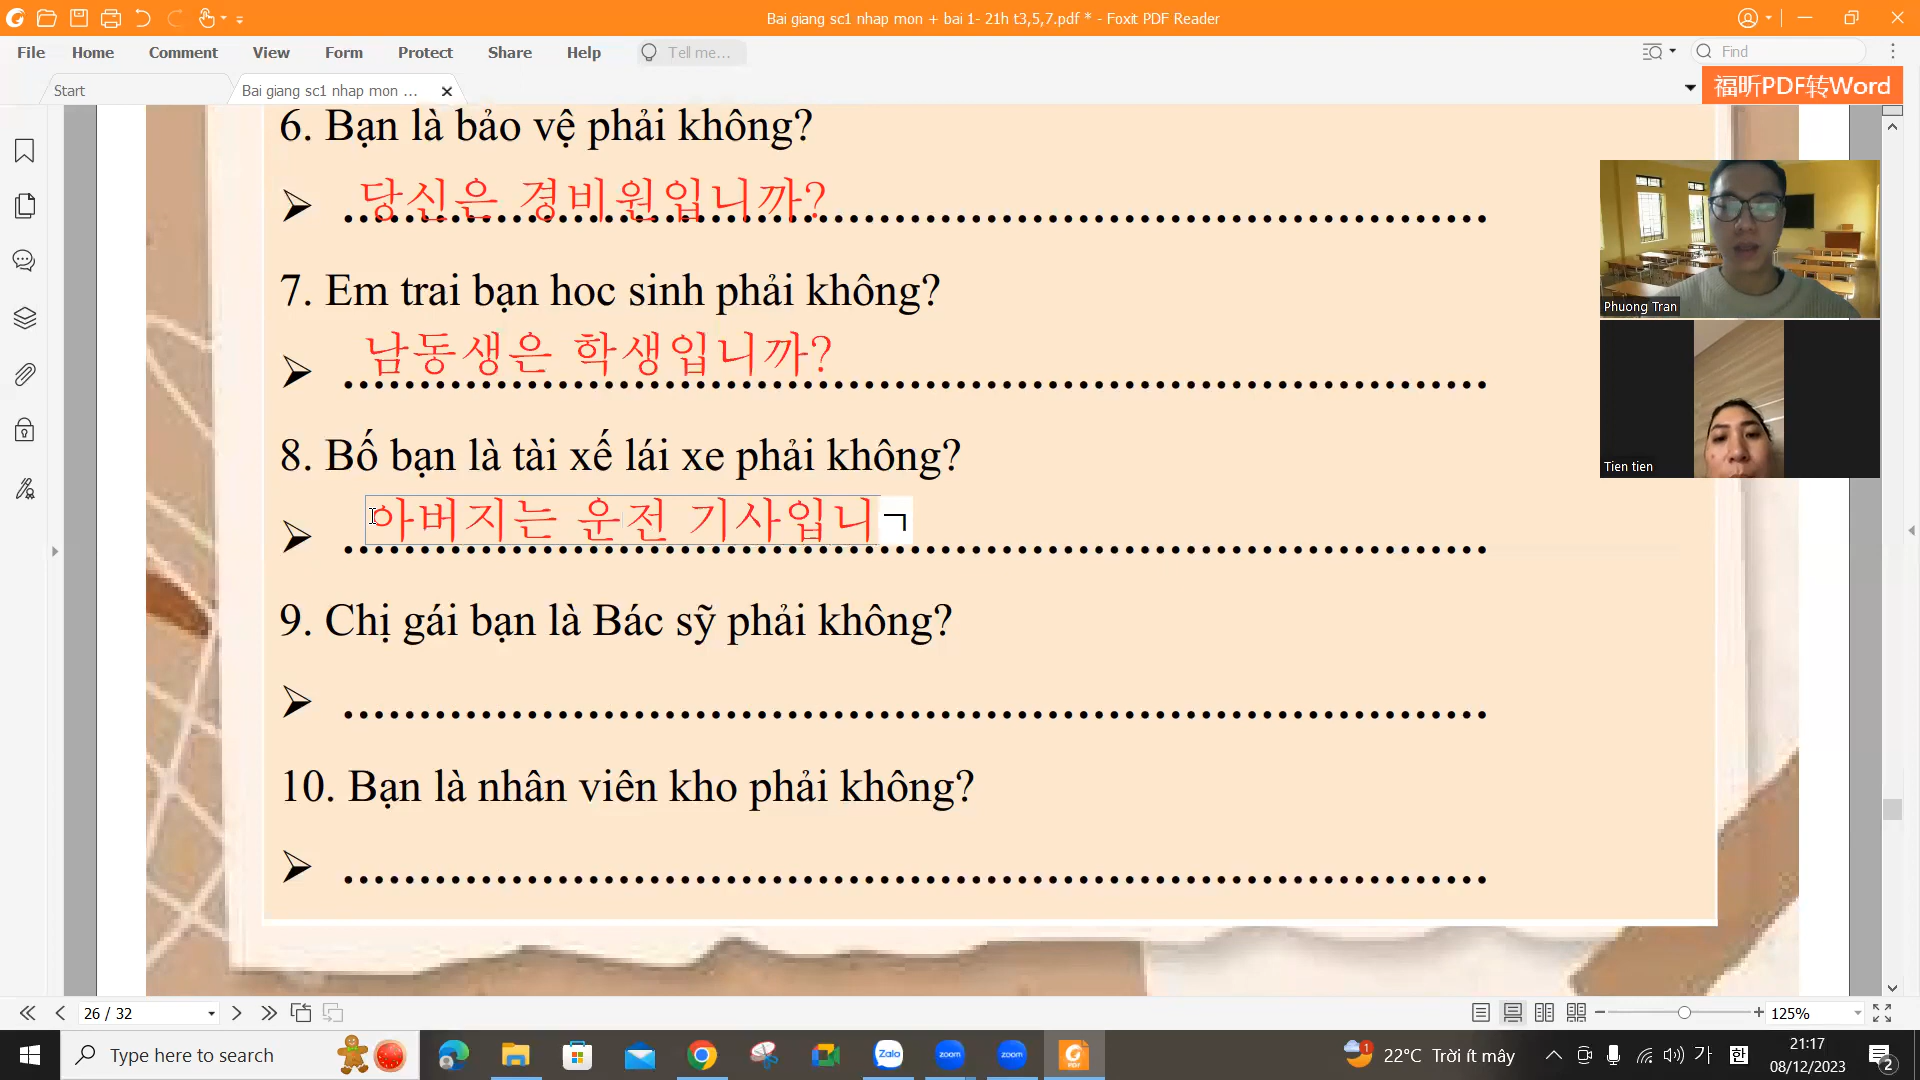 Bai giang sc1 nhap mon + bai 1- 21h t3,5,7.pdf * - Foxit PDF Reader
File Home Comment View Form Protect Share Help Tell me... Find
Start
Bai giang sc1 nhap mon ...
福昕PDF转Word
6. Bạn là bảo vệ phải không?
당신은 경비원입니까?
7. Em trai bạn hoc sinh phải không?
남동생은 학생입니까?
8. Bố bạn là tài xế lái xe phải không?
아버지는 운전 기사입니ㄱ
9. Chị gái bạn là Bác sỹ phải không?
10. Bạn là nhân viên kho phải không?
Phuong Tran
Tien tien
26 / 32
125%
Type here to search
Zalo
zoom
zoom
PDF
1
22°C Trời ít mây
가
한
21:17
08/12/2023
2